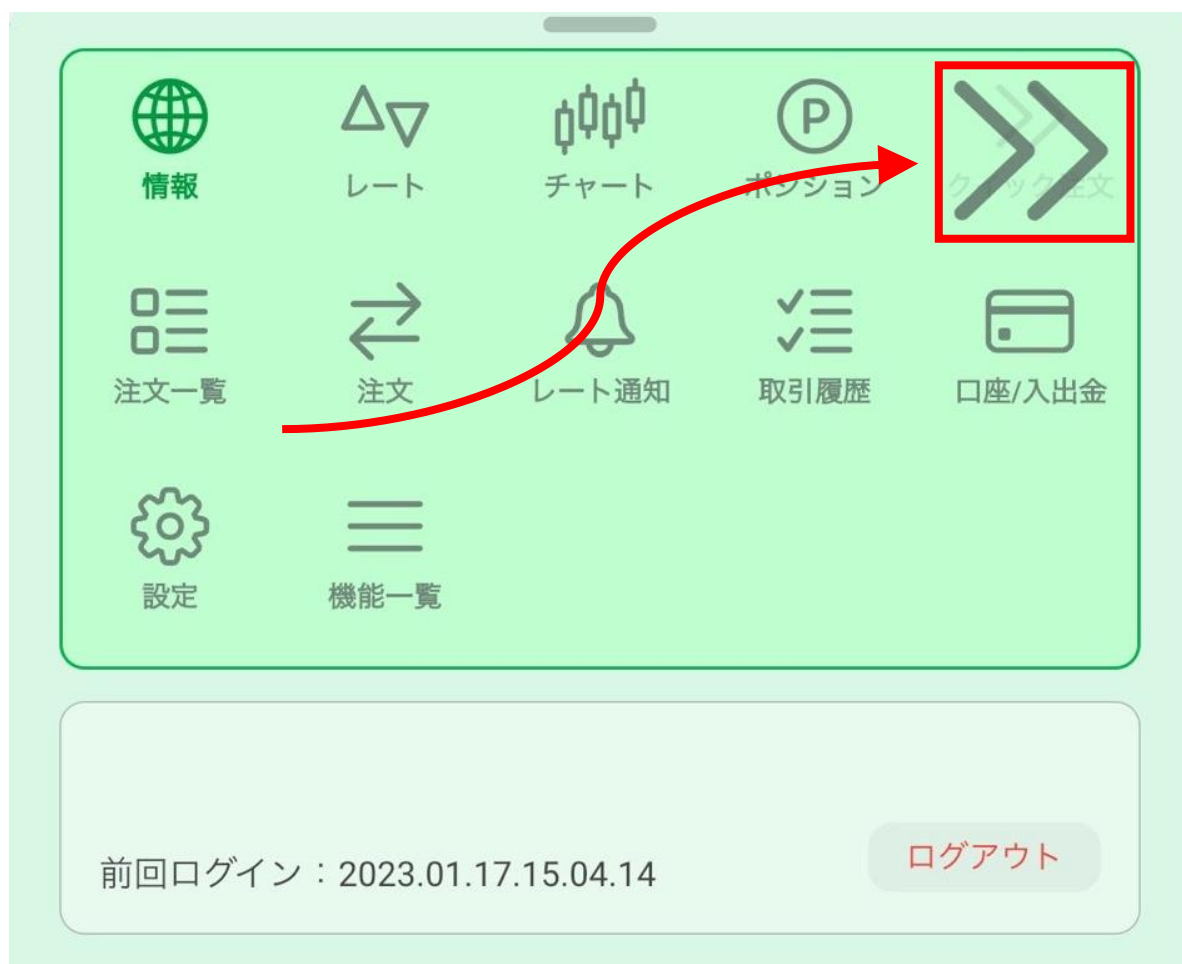 情報
レート
チャート
P
ポジション
クイック注文
注文一覧
注文
レート通知
取引履歴
口座/入出金
設定
機能一覧
前回ログイン：2023.01.17.15.04.14
ログアウト